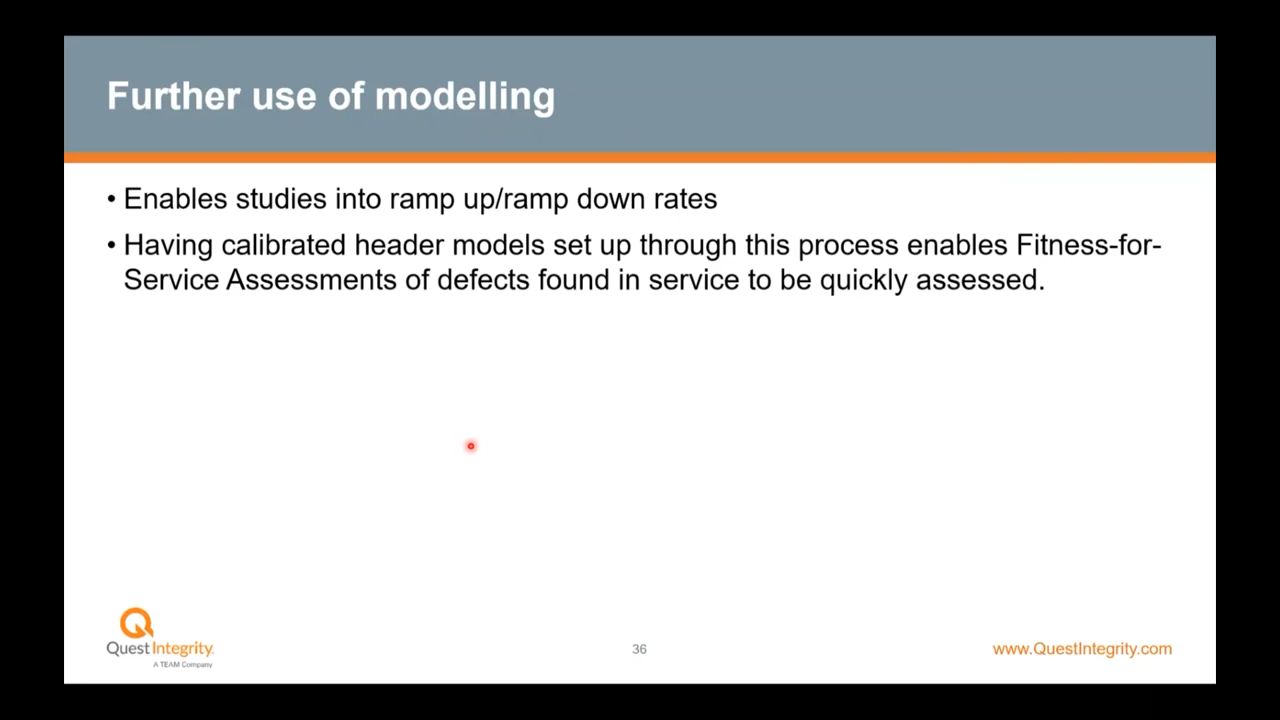 Further use of modelling
• Enables studies into ramp up/ramp down rates
• Having calibrated header models set up through this process enables Fitness-for-
Service Assessments of defects found in service to be quickly assessed.
Quest Integrity.
A TEAM Company
36
www.QuestIntegrity.com